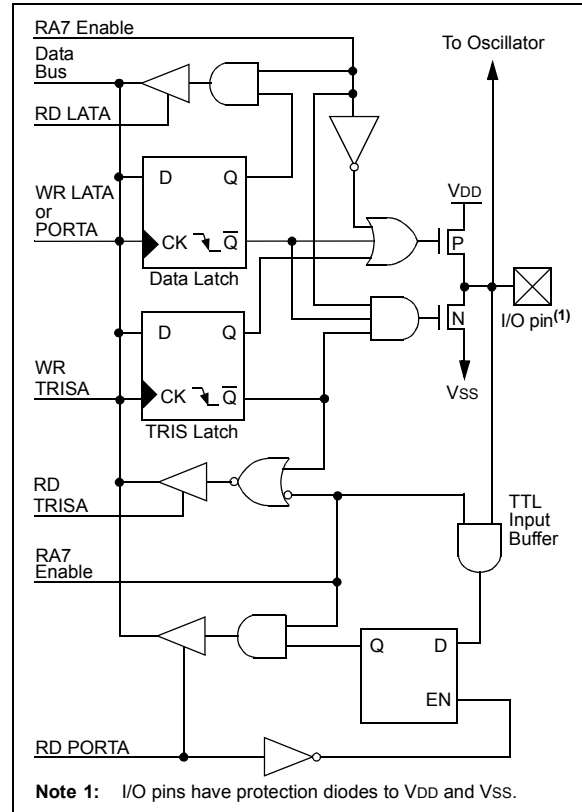 RA7 Enable
Data
Bus
To Oscillator
RD LATA
VDD
D Q
WR LATA
or
PORTA
CK Q
P
Data Latch
I/O pin(1)
D Q
N
WR
TRISA
CK Q
VSS
TRIS Latch
RD
TRISA
TTL
Input
Buffer
RA7
Enable
Q D
EN
RD PORTA
Note 1: I/O pins have protection diodes to VDD and VSS.